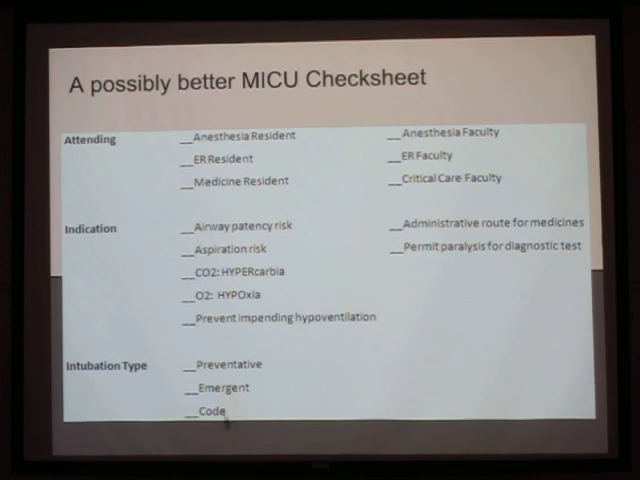 A possibly better MICU Checksheet
Attending __Anesthesia Resident __Anesthesia Faculty
__ER Resident __ER Faculty
__Medicine Resident __Critical Care Faculty
Indication __Airway patency risk __Administrative route for medicines
__Aspiration risk __Permit paralysis for diagnostic test
__CO2: HYPERcarbia
__O2: HYPOxia
__Prevent impending hypoventilation
Intubation Type __Preventative
__Emergent
__Code